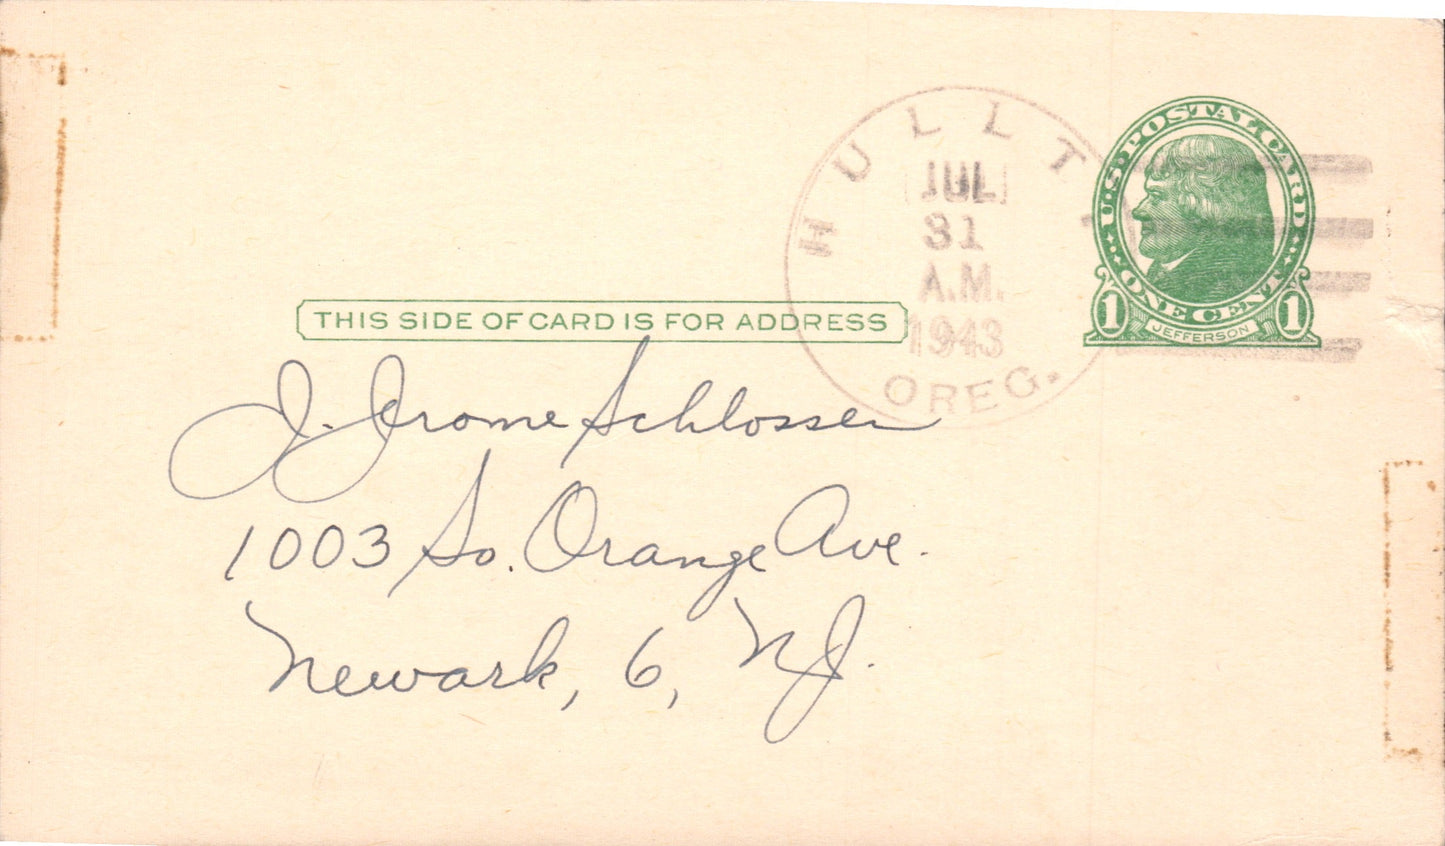 HULLT
JUL
31
A.M.
1943
OREG.
U.S. POSTAL CARD
ONE CENT
1 JEFFERSON 1
THIS SIDE OF CARD IS FOR ADDRESS
J. Jerome Schlosser
1003 So. Orange Ave.
Newark, 6, N.J.